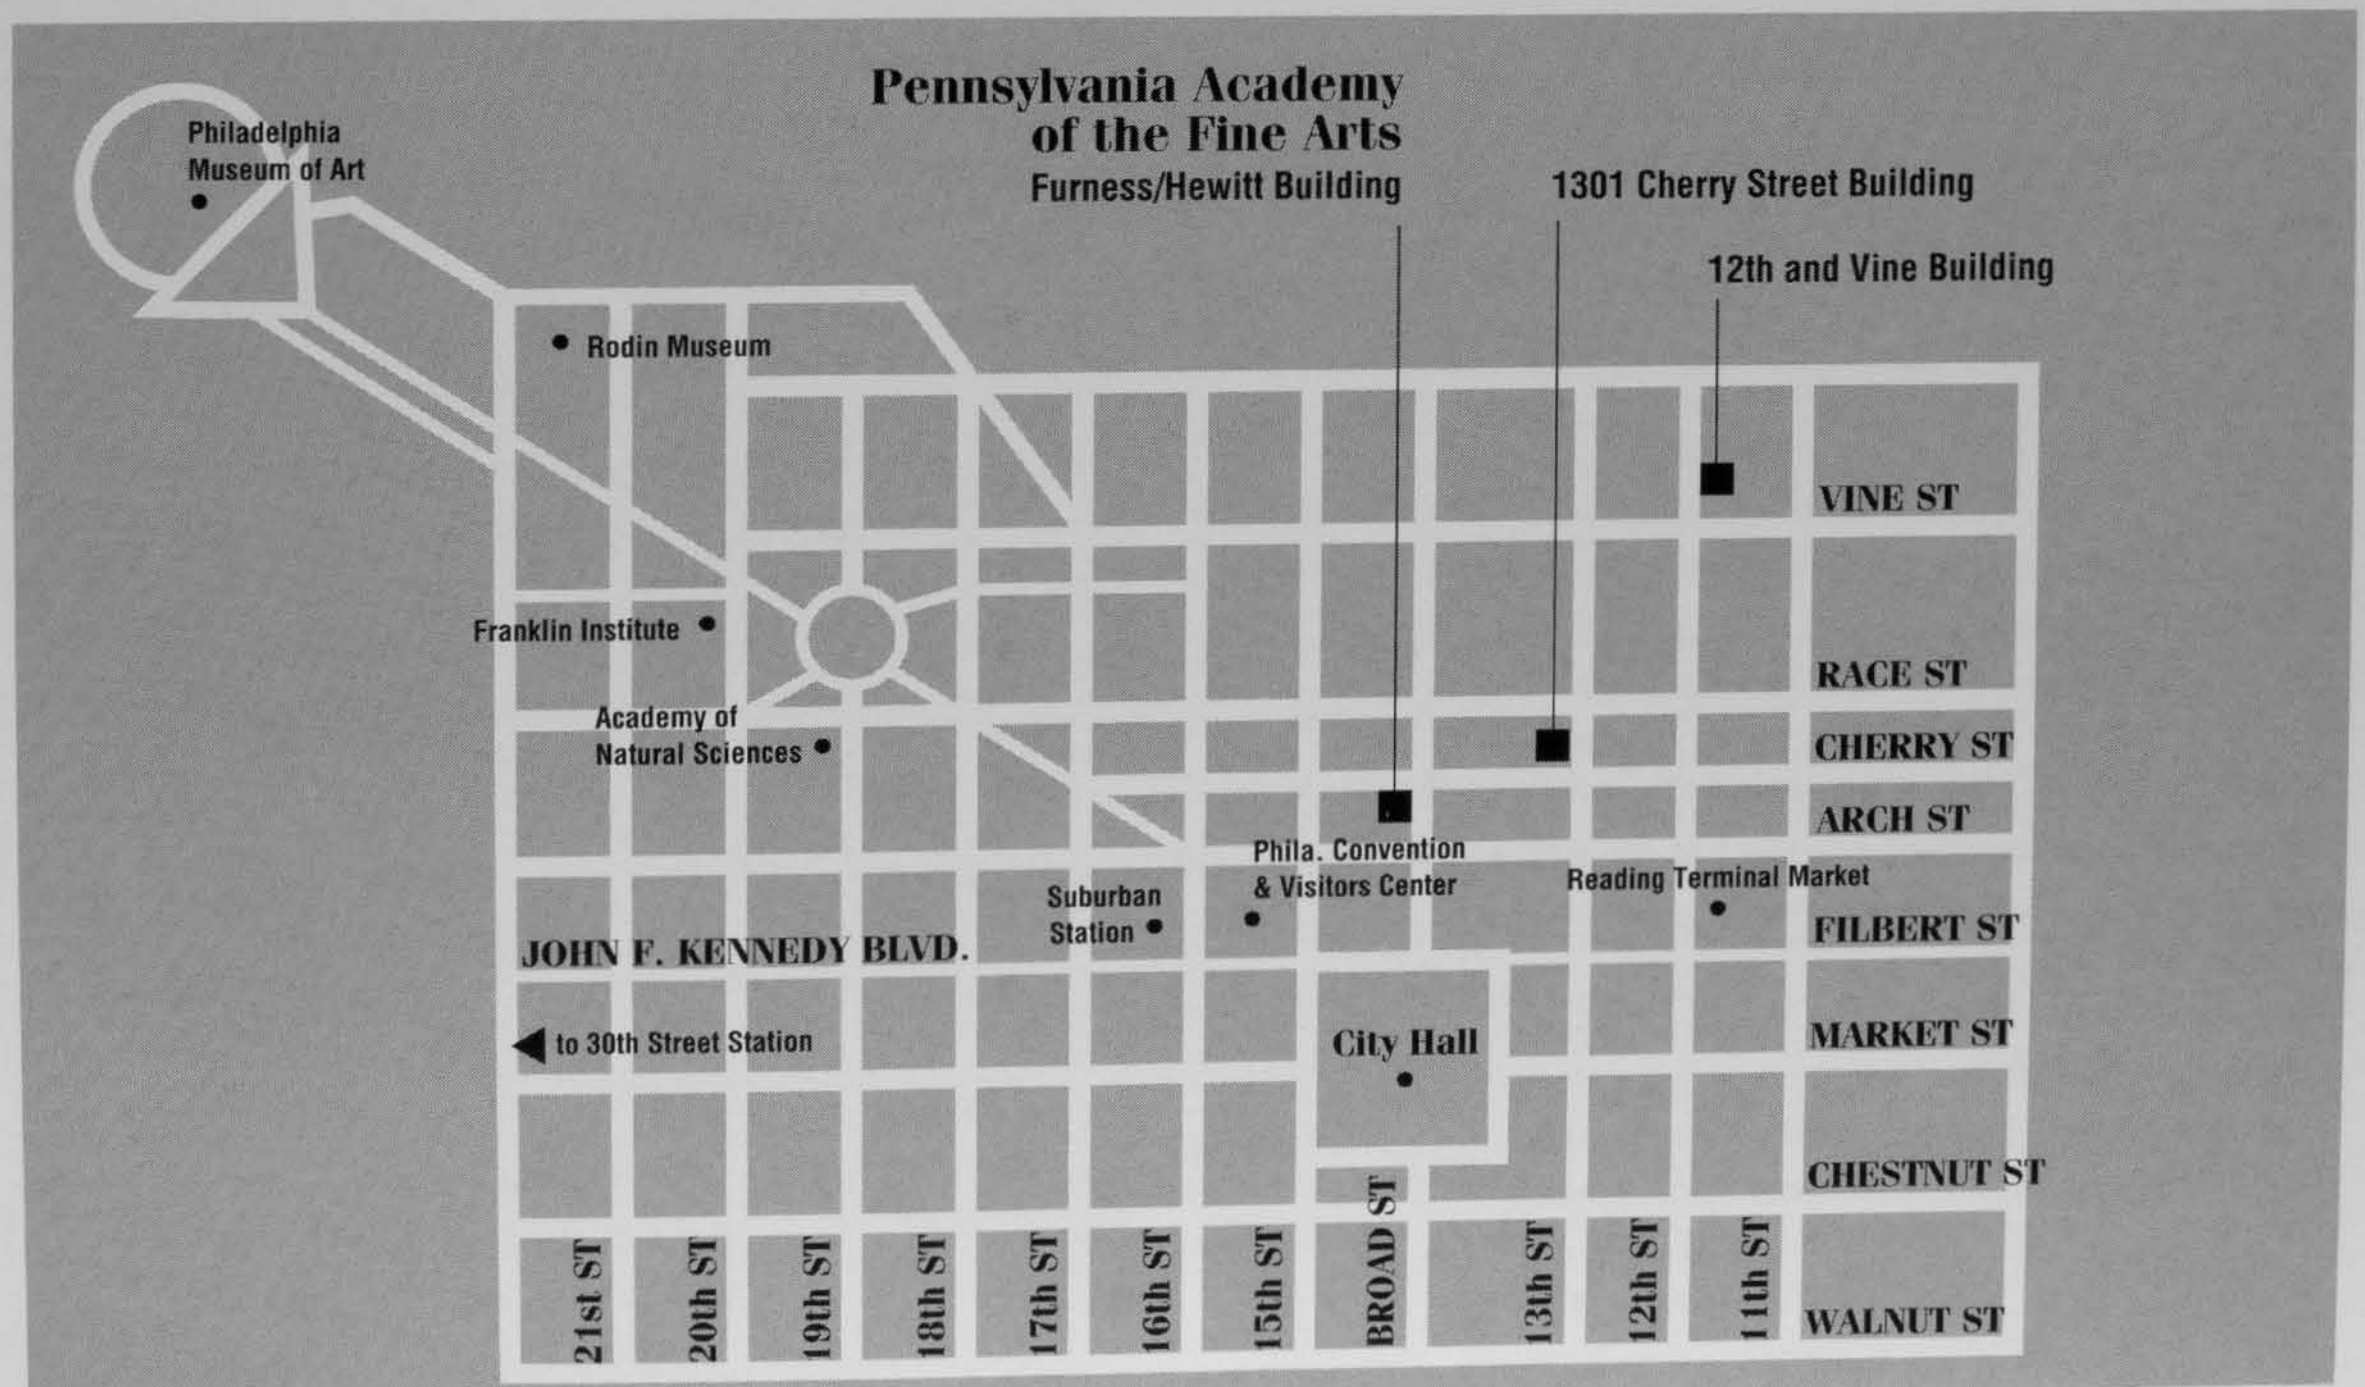 Pennsylvania Academy
of the Fine Arts
Furness/Hewitt Building
1301 Cherry Street Building
12th and Vine Building
Philadelphia
Museum of Art
Rodin Museum
VINE ST
Franklin Institute
RACE ST
Academy of
Natural Sciences
CHERRY ST
ARCH ST
Phila. Convention
& Visitors Center
Reading Terminal Market
Suburban
Station
FILBERT ST
JOHN F. KENNEDY BLVD.
to 30th Street Station
City Hall
MARKET ST
CHESTNUT ST
21st ST
20th ST
19th ST
18th ST
17th ST
16th ST
15th ST
BROAD ST
13th ST
12th ST
11th ST
WALNUT ST